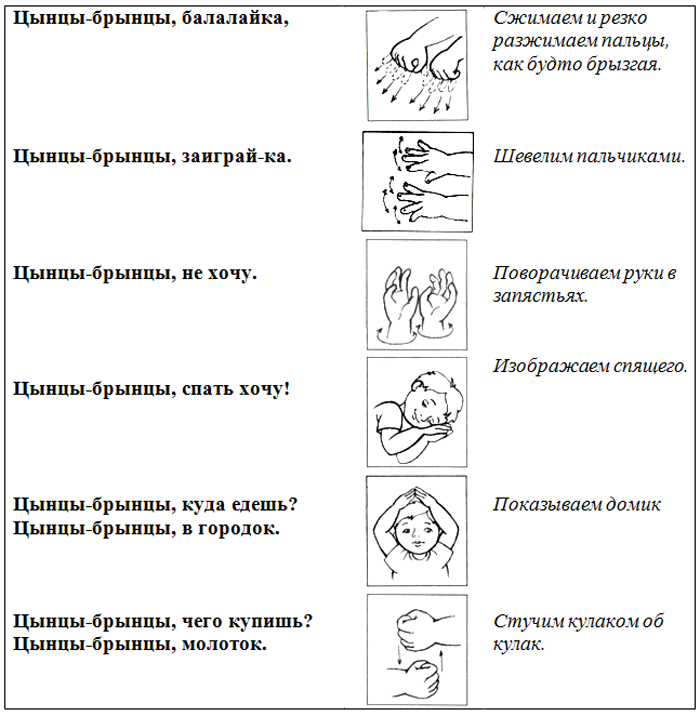 Цынцы-брынцы, балалайка,
Сжимаем и резко
разжимаем пальцы,
как будто брызгая.
Цынцы-брынцы, заиграй-ка.
Шевелим пальчиками.
Цынцы-брынцы, не хочу.
Поворачиваем руки в
запястьях.
Цынцы-брынцы, спать хочу!
Изображаем спящего.
Цынцы-брынцы, куда едешь?
Цынцы-брынцы, в городок.
Показываем домик
Цынцы-брынцы, чего купишь?
Цынцы-брынцы, молоток.
Стучим кулаком об
кулак.